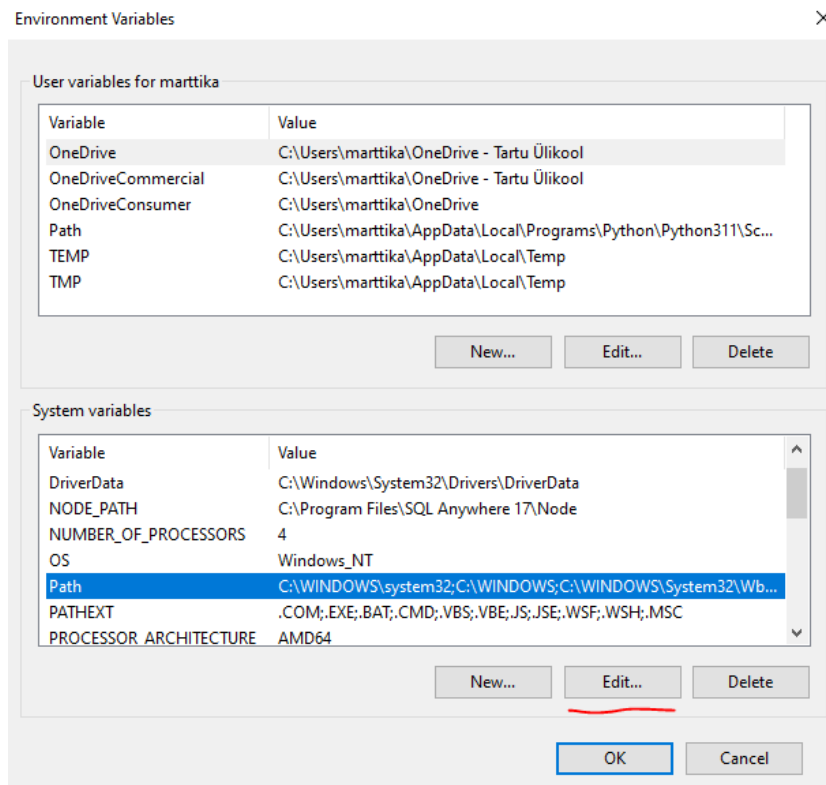 Environment Variables
User variables for marttika
Variable Value
OneDrive C:\Users\marttika\OneDrive - Tartu Ülikool
OneDriveCommercial C:\Users\marttika\OneDrive - Tartu Ülikool
OneDriveConsumer C:\Users\marttika\OneDrive
Path C:\Users\marttika\AppData\Local\Programs\Python\Python311\Sc...
TEMP C:\Users\marttika\AppData\Local\Temp
TMP C:\Users\marttika\AppData\Local\Temp
New... Edit... Delete
System variables
Variable Value
DriverData C:\Windows\System32\Drivers\DriverData
NODE_PATH C:\Program Files\SQL Anywhere 17\Node
NUMBER_OF_PROCESSORS 4
OS Windows_NT
Path C:\WINDOWS\system32;C:\WINDOWS;C:\WINDOWS\System32\Wb...
PATHEXT .COM;.EXE;.BAT;.CMD;.VBS;.VBE;.JS;.JSE;.WSF;.WSH;.MSC
PROCESSOR_ARCHITECTURE AMD64
New... Edit... Delete
OK Cancel